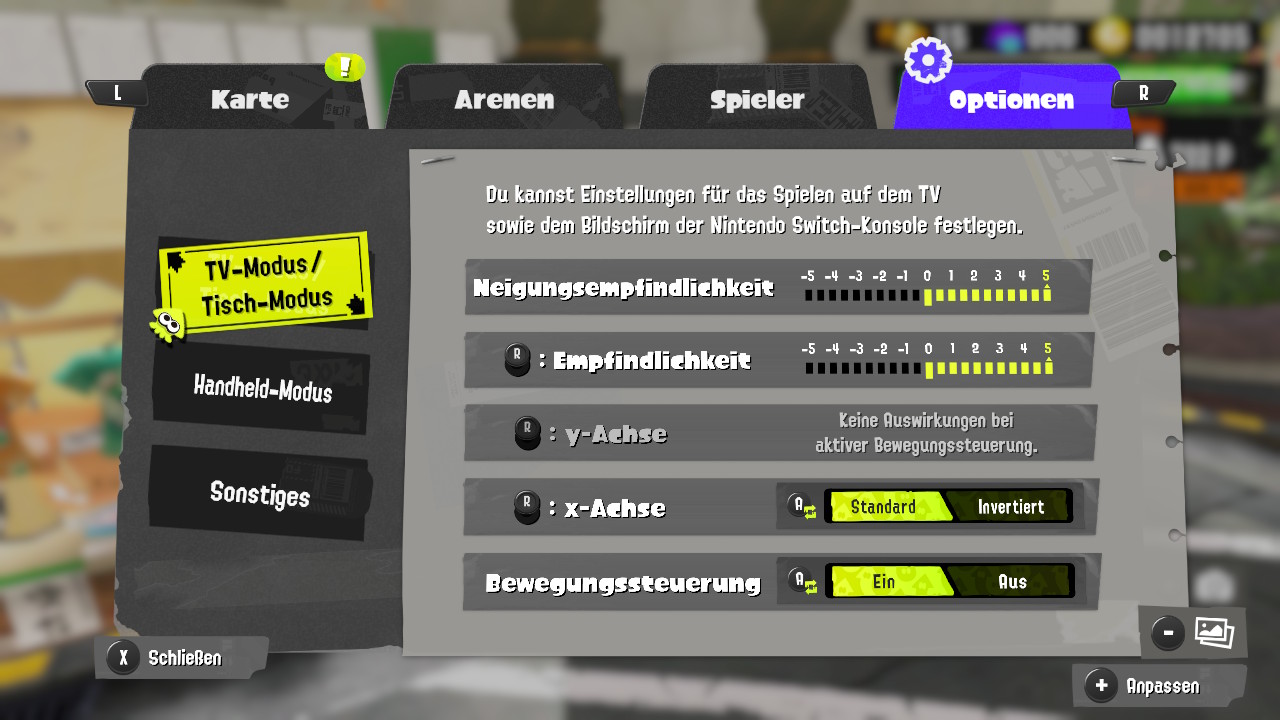 L
Karte
!
Arenen
Spieler
Optionen
R
Du kannst Einstellungen für das Spielen auf dem TV
sowie dem Bildschirm der Nintendo Switch-Konsole festlegen.
TV-Modus/
Tisch-Modus
Handheld-Modus
Sonstiges
Neigungsempfindlichkeit
-5 -4 -3 -2 -1 0 1 2 3 4 5
R : Empfindlichkeit
-5 -4 -3 -2 -1 0 1 2 3 4 5
R : y-Achse
Keine Auswirkungen bei
aktiver Bewegungssteuerung.
R : x-Achse
A Standard Invertiert
Bewegungssteuerung
A Ein Aus
X Schließen
-
+ Anpassen